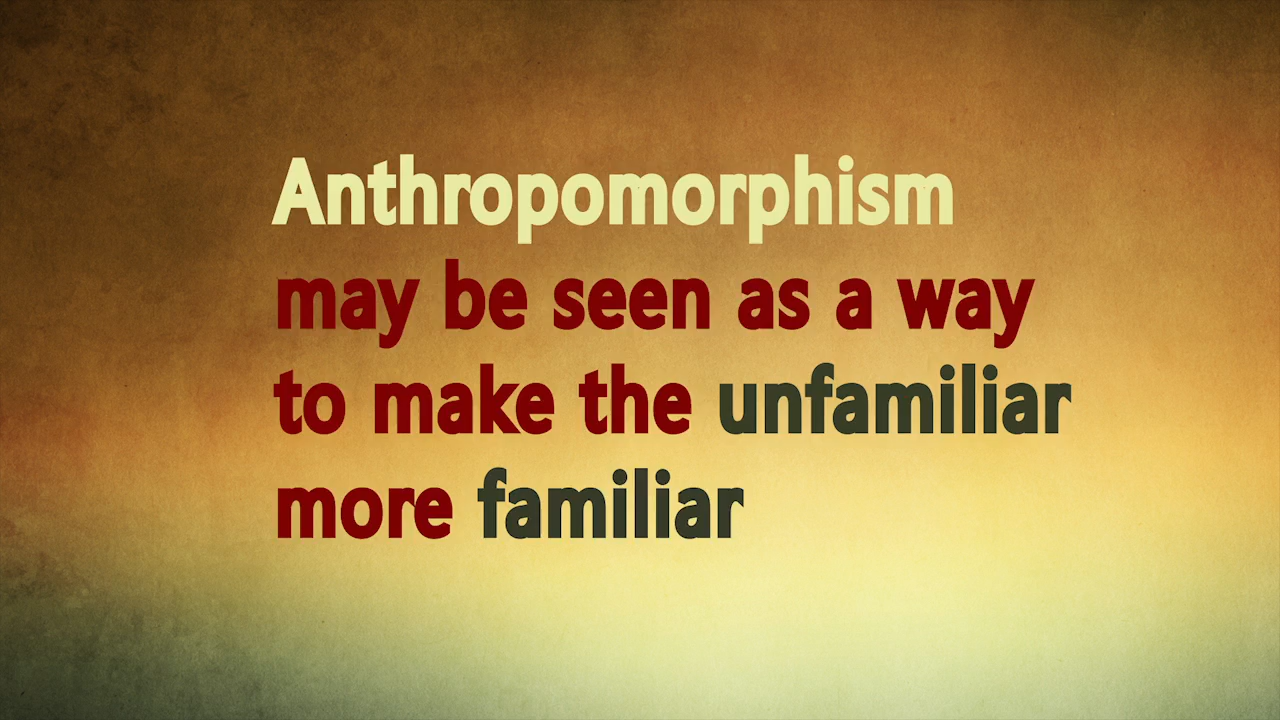 Anthropomorphism
may be seen as a way
to make the unfamiliar
more familiar